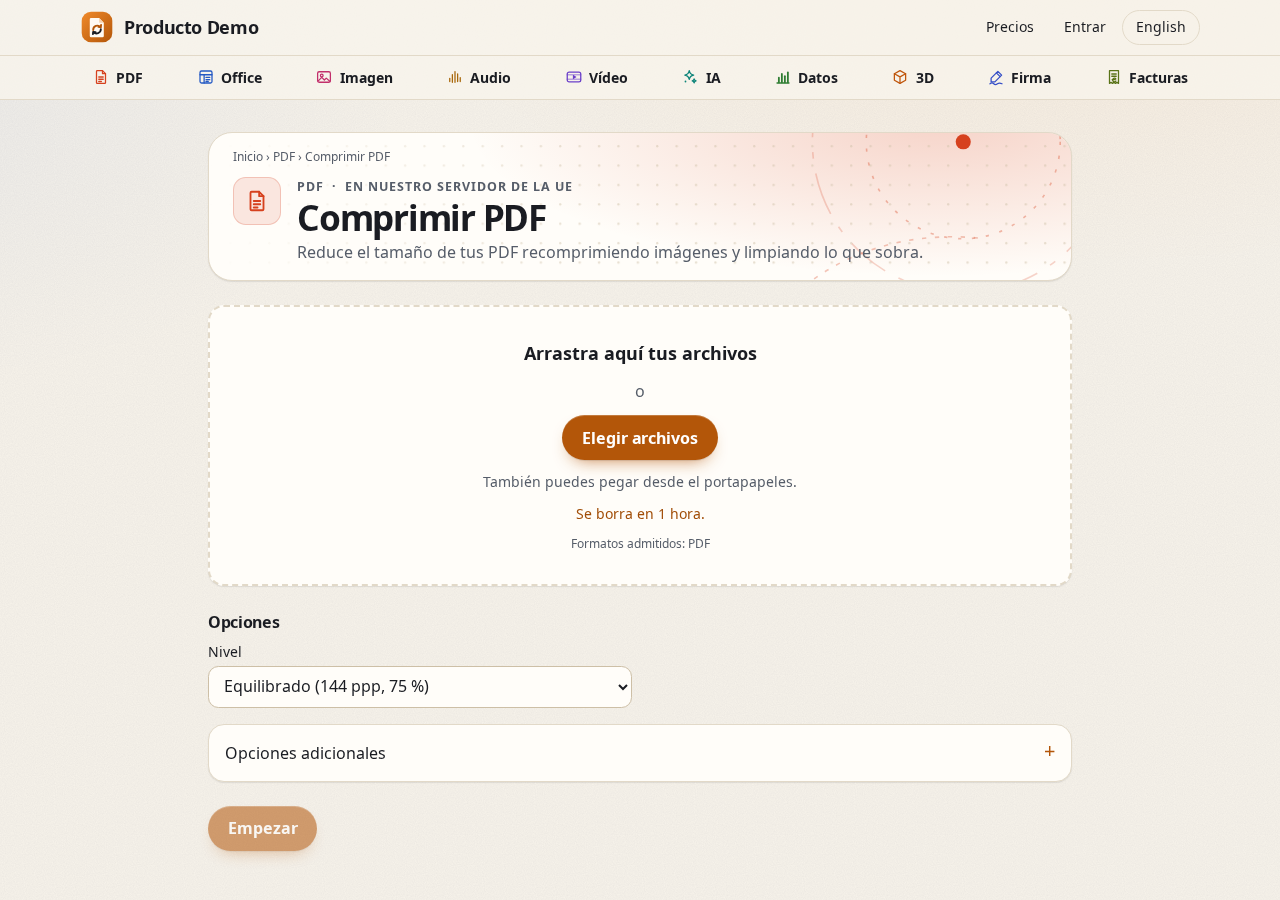 Producto Demo
Precios
Entrar
English
PDF
Office
Imagen
Audio
Vídeo
IA
Datos
3D
Firma
Facturas
Inicio › PDF › Comprimir PDF
PDF · EN NUESTRO SERVIDOR DE LA UE
Comprimir PDF
Reduce el tamaño de tus PDF recomprimiendo imágenes y limpiando lo que sobra.
Arrastra aquí tus archivos
o
Elegir archivos
También puedes pegar desde el portapapeles.
Se borra en 1 hora.
Formatos admitidos: PDF
Opciones
Nivel
Equilibrado (144 ppp, 75 %)
Opciones adicionales
+
Empezar